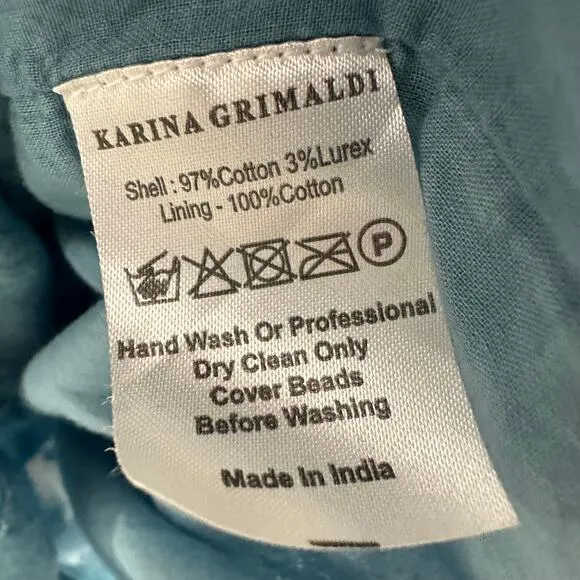 KARINA GRIMALDI
Shell : 97%Cotton 3%Lurex
Lining - 100%Cotton
P
Hand Wash Or Professional
Dry Clean Only
Cover Beads
Before Washing
Made In India